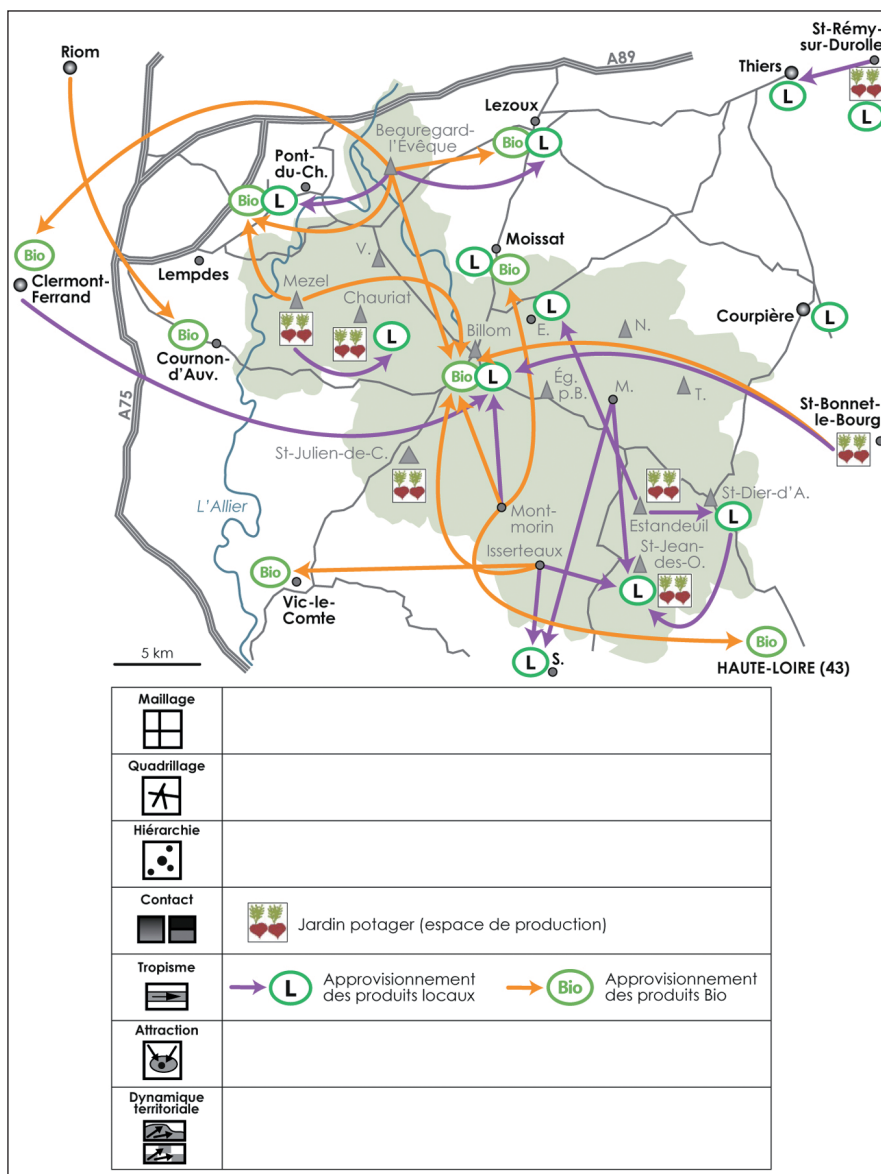 Riom
A89
St-Rémy-
sur-Durolle
Thiers
L
L
Lezoux
Beauregard-
l'Évêque
Bio
L
Pont-
du-Ch.
Bio
L
Bio
Clermont-
Ferrand
Lempdes
V.
Moissat
L
Bio
Mezel
Chauriat
L
L
E.
N.
Courpière
L
Bio
Cournon-
d'Auv.
Billom
Bio
L
Ég.
p.B.
M.
T.
A75
St-Bonnet-
le-Bourg
St-Julien-de-C.
L'Allier
Mont-
morin
St-Dier-d'A.
Estandeuil
L
Isserteaux
St-Jean-
des-O.
L
Bio
Vic-le-
Comte
Bio
HAUTE-LOIRE (43)
L
S.
5 km
Maillage
Quadrillage
Hiérarchie
Contact
Jardin potager (espace de production)
Tropisme
L
Approvisionnement
des produits locaux
Bio
Approvisionnement
des produits Bio
Attraction
Dynamique
territoriale